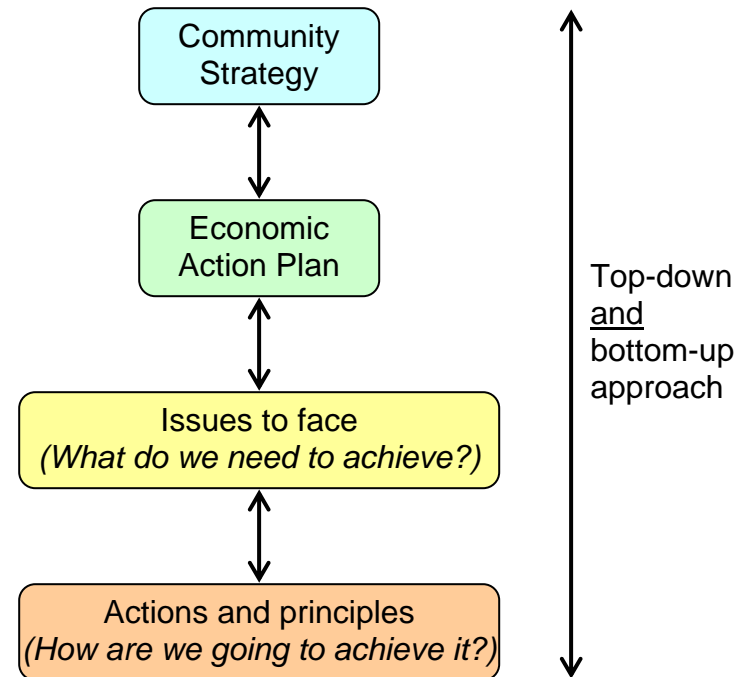 Community
Strategy
Economic
Action Plan
Issues to face
(What do we need to achieve?)
Actions and principles
(How are we going to achieve it?)
Top-down
and
bottom-up
approach